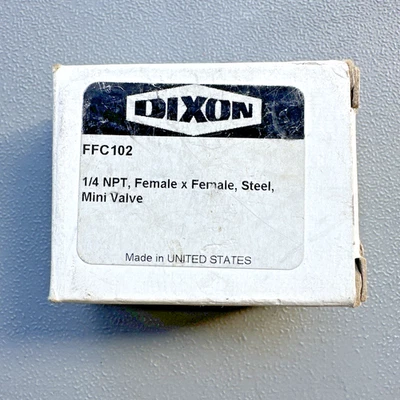 DIXON
FFC102
1/4 NPT, Female x Female, Steel,
Mini Valve
Made in UNITED STATES